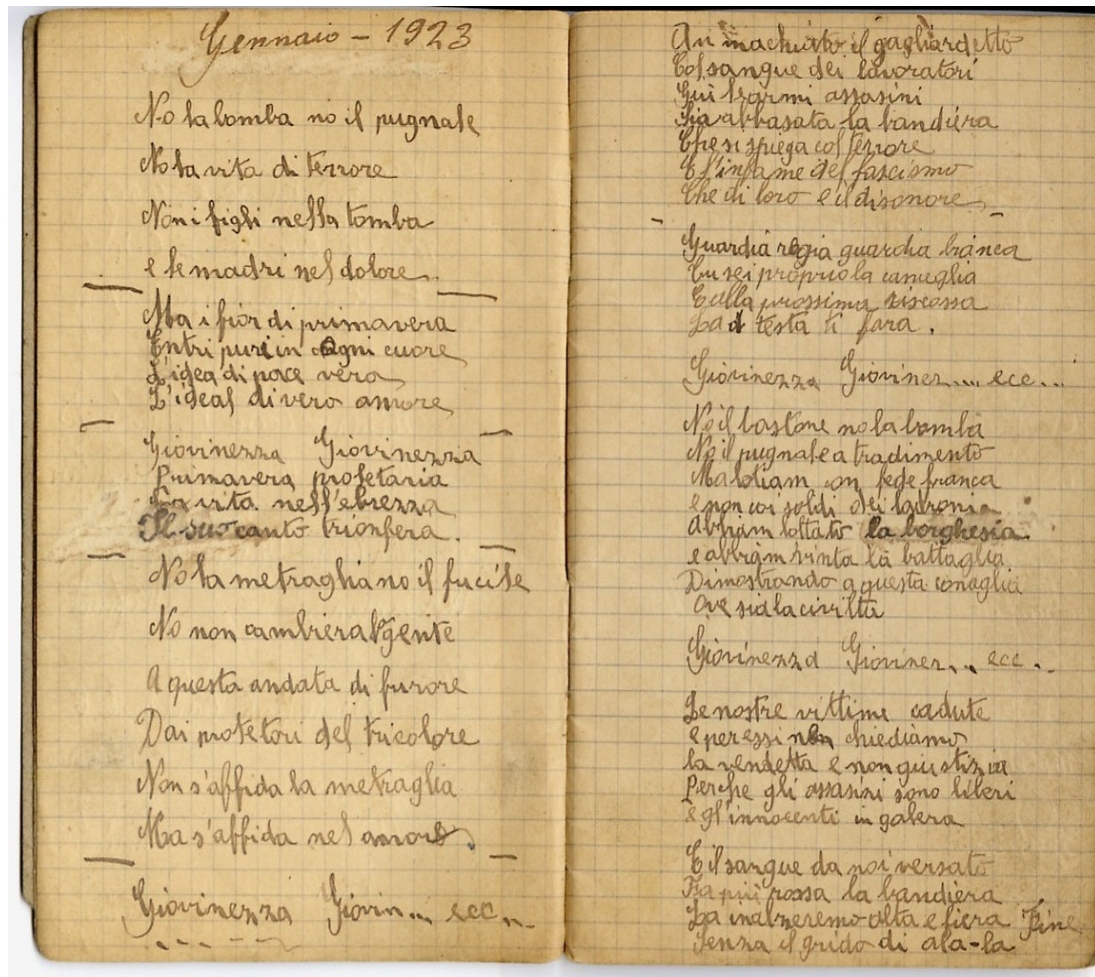 Gennaio - 1923
No la bomba no il pugnale
No la vita di terrore
Non i figli nella tomba
e le madri nel dolore
Ma i fior di primavera
Entri pure in ogni cuore
L'idea di pace vera
L'ideal di vero amore
Giovinezza Giovinezza
Primavera proletaria
La vita nell'ebrezza
Il suo canto trionfera.
No la metraglia no il fucile
No non cambiera gente
A questa andata di furore
Dai protetori del tricolore
Non s'affida la metraglia
Ma s'affida nel amore
Giovinezza Giovin... ecc..
An machiato il gagliardetto
Col sangue dei lavoratori
Giù l'armi assasini
Sia abbasata la bandiera
Che si spiega col terrore
E l'infame del fascismo
Che di loro e il disonore
Guardia regia guardia bianca
Tu sei proprio la cameglia
E alla prossima riscossa
La testa ti fara.
Giovinezza Giovinez.... ecc...
No il bastone no la bomba
No il pugnale a tradimento
Ma lotiam con fede franca
e non coi soldi dei ladroni
Abbiam lottato la borghesia
e abbiam vinta la battaglia
Dimostrando a questa conaglia
Ove sia la civiltà
Giovinezza Giovinez... ecc..
Le nostre vittime cadute
e per essi non chiediamo
la vendetta e non giustizia
Perche gli assasini sono liberi
E gl'innocenti in galera
E il sangue da noi versato
Fa più rossa la bandiera
La inalzeremo alta e fiera Fine
Senza il grido di ala-la